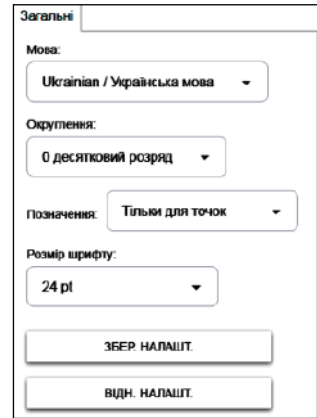 Загальні
Мова:
Ukrainian / Українська мова
Округлення:
0 десятковий розряд
Позначення: Тільки для точок
Розмір шрифту:
24 pt
ЗБЕР. НАЛАШТ.
ВІДН. НАЛАШТ.